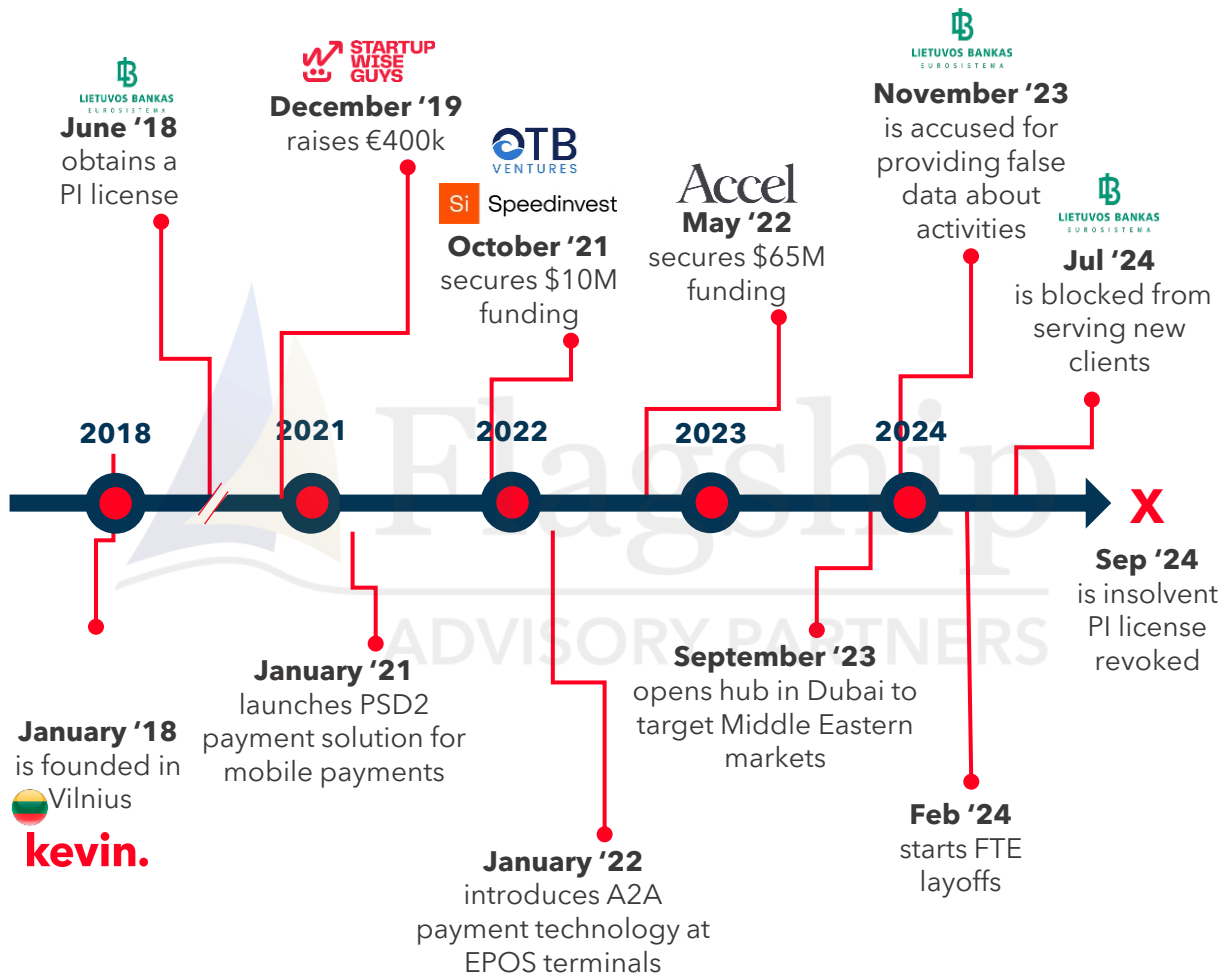 LIETUVOS BANKAS
EUROSISTEMA
June ‘18
obtains a
PI license
STARTUP
WISE
GUYS
December ‘19
raises €400k
OTB
VENTURES
Si Speedinvest
October ‘21
secures $10M
funding
Accel
May ‘22
secures $65M
funding
LIETUVOS BANKAS
EUROSISTEMA
November ‘23
is accused for
providing false
data about
activities
LIETUVOS BANKAS
EUROSISTEMA
Jul ‘24
is blocked from
serving new
clients
2018
2021
2022
2023
2024
Flagship
ADVISORY PARTNERS
X
Sep ‘24
is insolvent
PI license
revoked
January ‘18
is founded in
Vilnius
kevin.
January ‘21
launches PSD2
payment solution for
mobile payments
January ‘22
introduces A2A
payment technology at
EPOS terminals
September ‘23
opens hub in Dubai to
target Middle Eastern
markets
Feb ‘24
starts FTE
layoffs